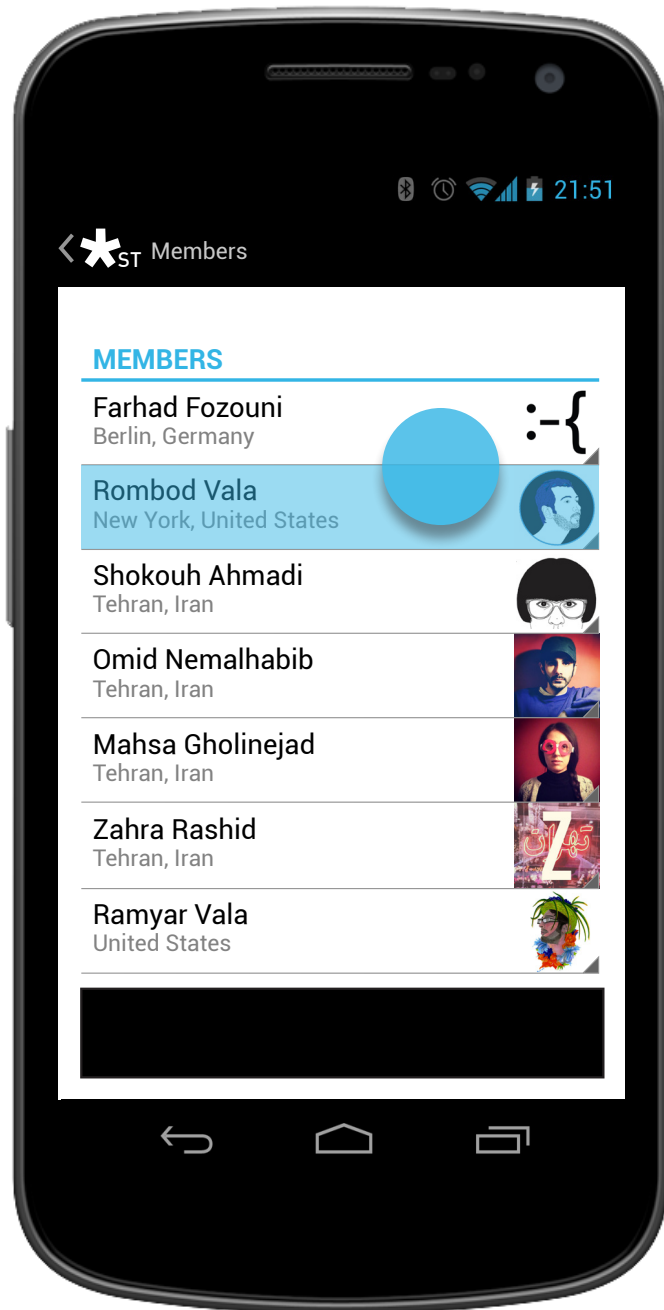 21:51
ST Members
MEMBERS
Farhad Fozouni
Berlin, Germany
:-{
Rombod Vala
New York, United States
Shokouh Ahmadi
Tehran, Iran
Omid Nemalhabib
Tehran, Iran
Mahsa Gholinejad
Tehran, Iran
Zahra Rashid
Tehran, Iran
تهران
Z
Ramyar Vala
United States